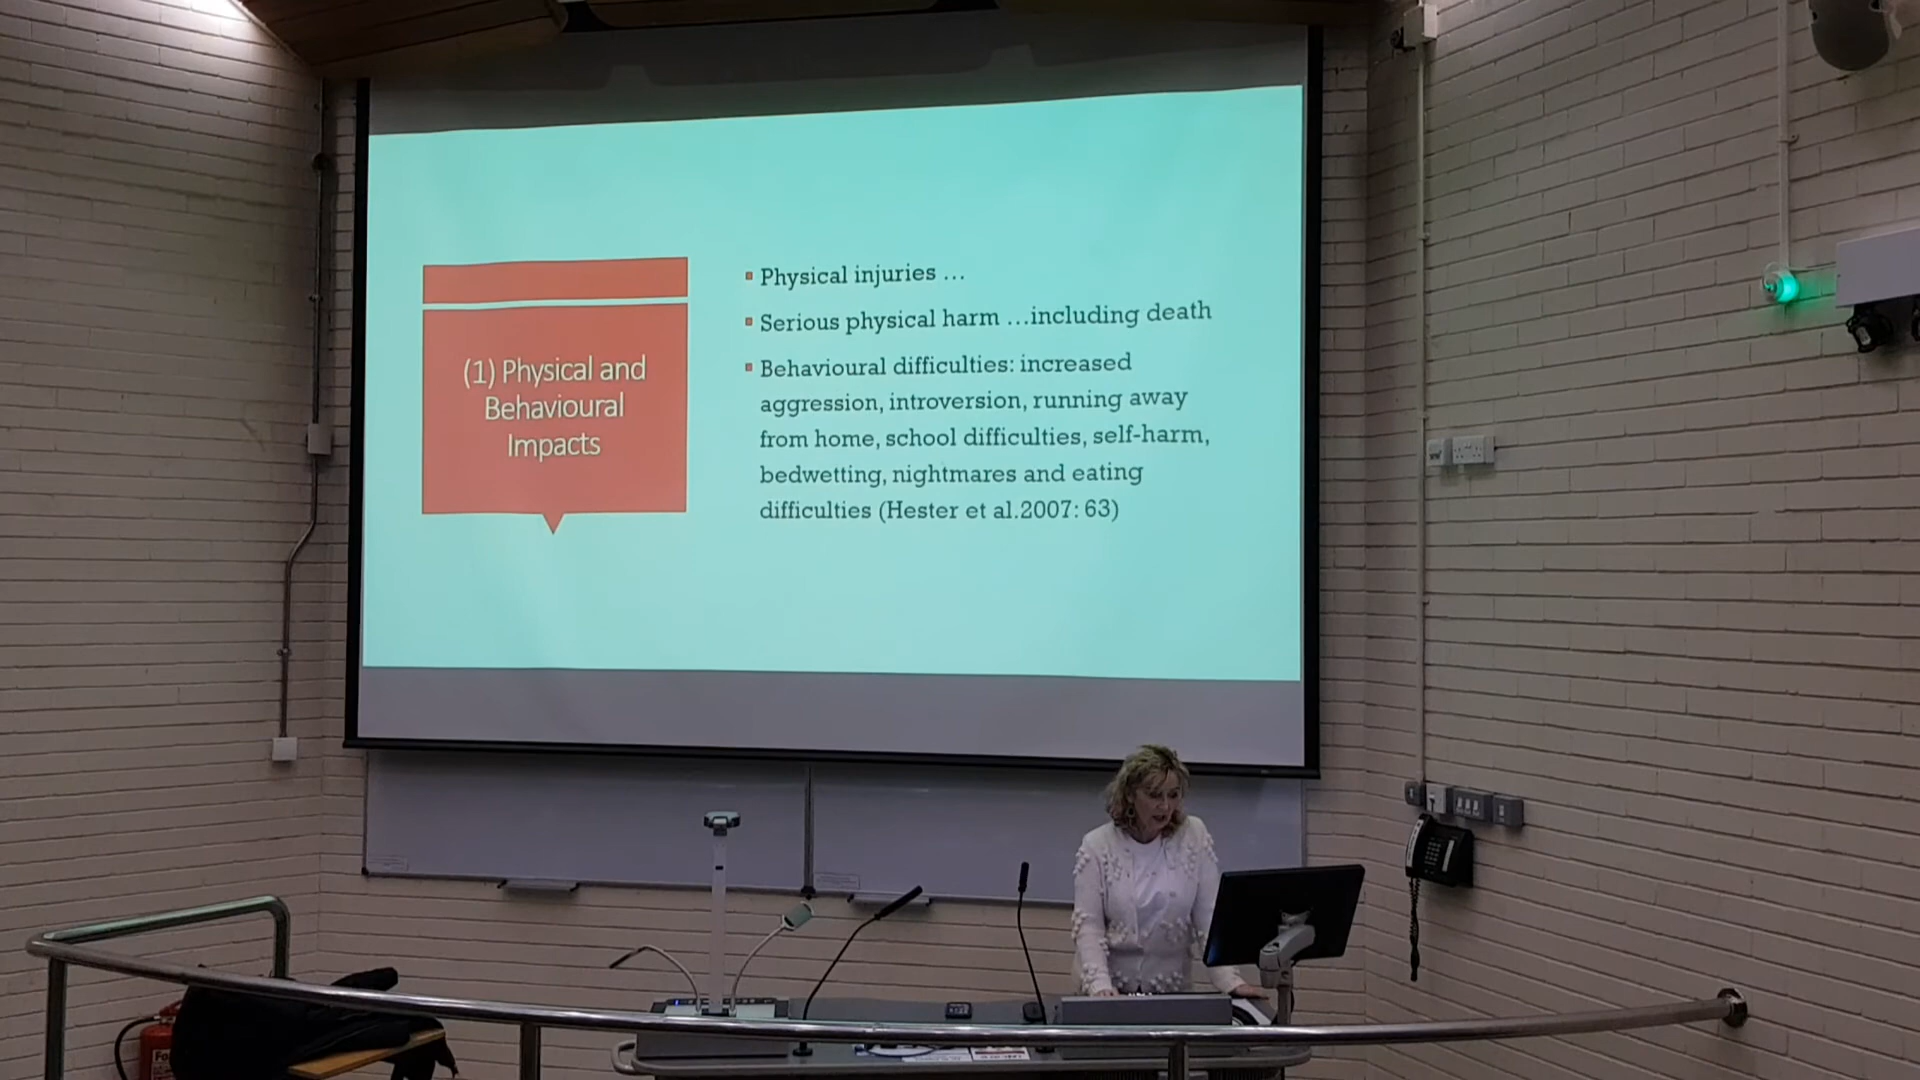 (1) Physical and
Behavioural
Impacts
Physical injuries …
Serious physical harm …including death
Behavioural difficulties: increased
aggression, introversion, running away
from home, school difficulties, self-harm,
bedwetting, nightmares and eating
difficulties (Hester et al.2007: 63)